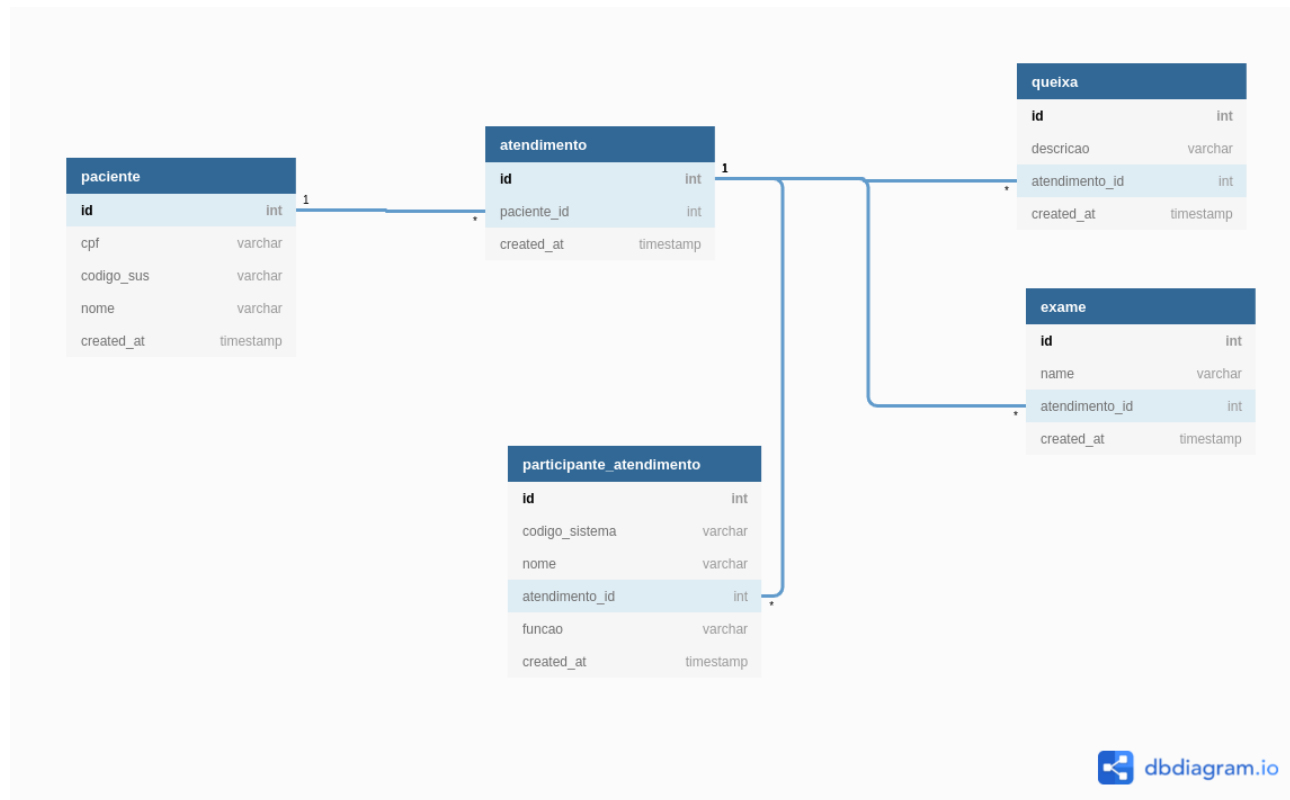 paciente
id int
cpf varchar
codigo_sus varchar
nome varchar
created_at timestamp
1
*
atendimento
id int
paciente_id int
created_at timestamp
1
*
queixa
id int
descricao varchar
atendimento_id int
created_at timestamp
*
exame
id int
name varchar
atendimento_id int
created_at timestamp
participante_atendimento
id int
codigo_sistema varchar
nome varchar
atendimento_id int
*
funcao varchar
created_at timestamp
dbdiagram.io